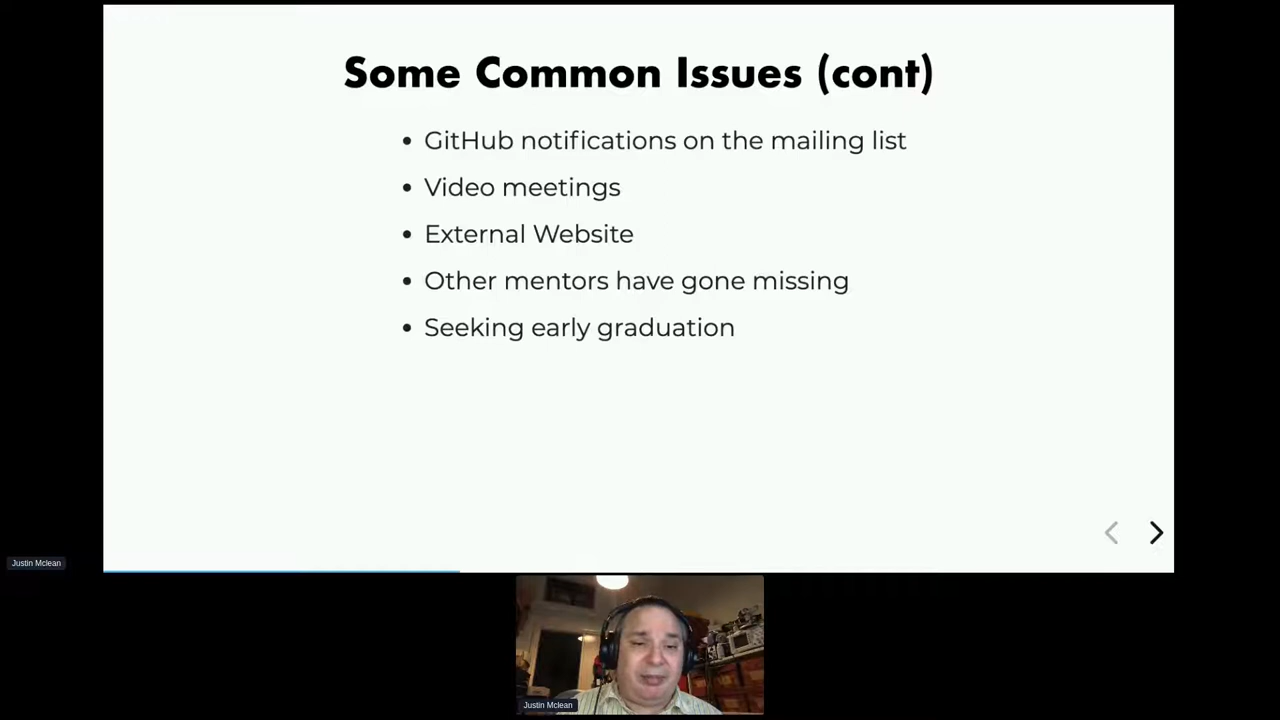 Some Common Issues (cont)
• GitHub notifications on the mailing list
• Video meetings
• External Website
• Other mentors have gone missing
• Seeking early graduation
Justin Mclean
Justin Mclean